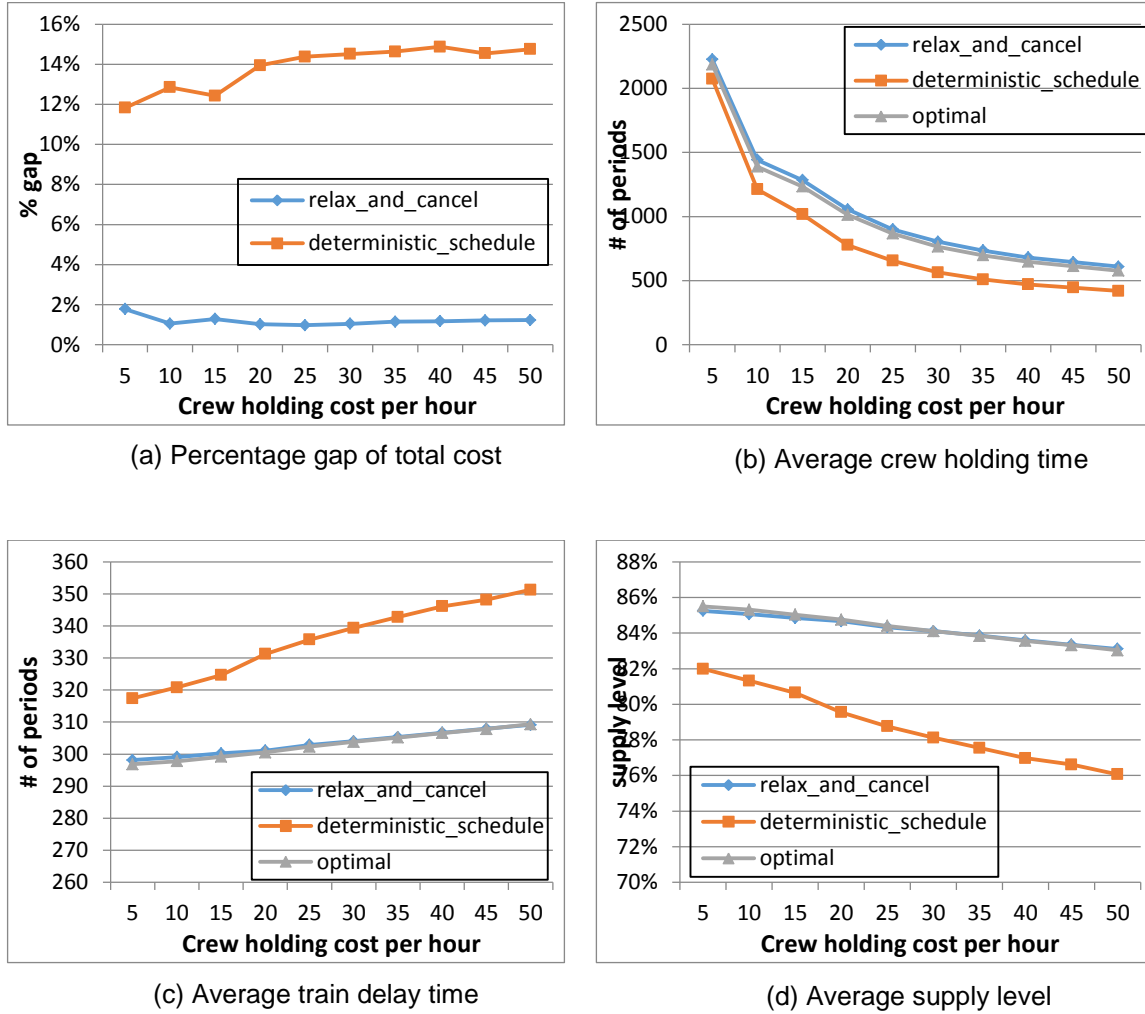 16%
14%
12%
10%
8%
6%
4%
2%
0%
% gap
relax_and_cancel
deterministic_schedule
5 10 15 20 25 30 35 40 45 50
Crew holding cost per hour
(a) Percentage gap of total cost
2500
2000
1500
1000
500
0
# of periods
relax_and_cancel
deterministic_schedule
optimal
5 10 15 20 25 30 35 40 45 50
Crew holding cost per hour
(b) Average crew holding time
360
350
340
330
320
310
300
290
280
270
260
# of periods
relax_and_cancel
deterministic_schedule
optimal
5 10 15 20 25 30 35 40 45 50
Crew holding cost per hour
(c) Average train delay time
88%
86%
84%
82%
80%
78%
76%
74%
72%
70%
supply level
relax_and_cancel
deterministic_schedule
optimal
5 10 15 20 25 30 35 40 45 50
Crew holding cost per hour
(d) Average supply level